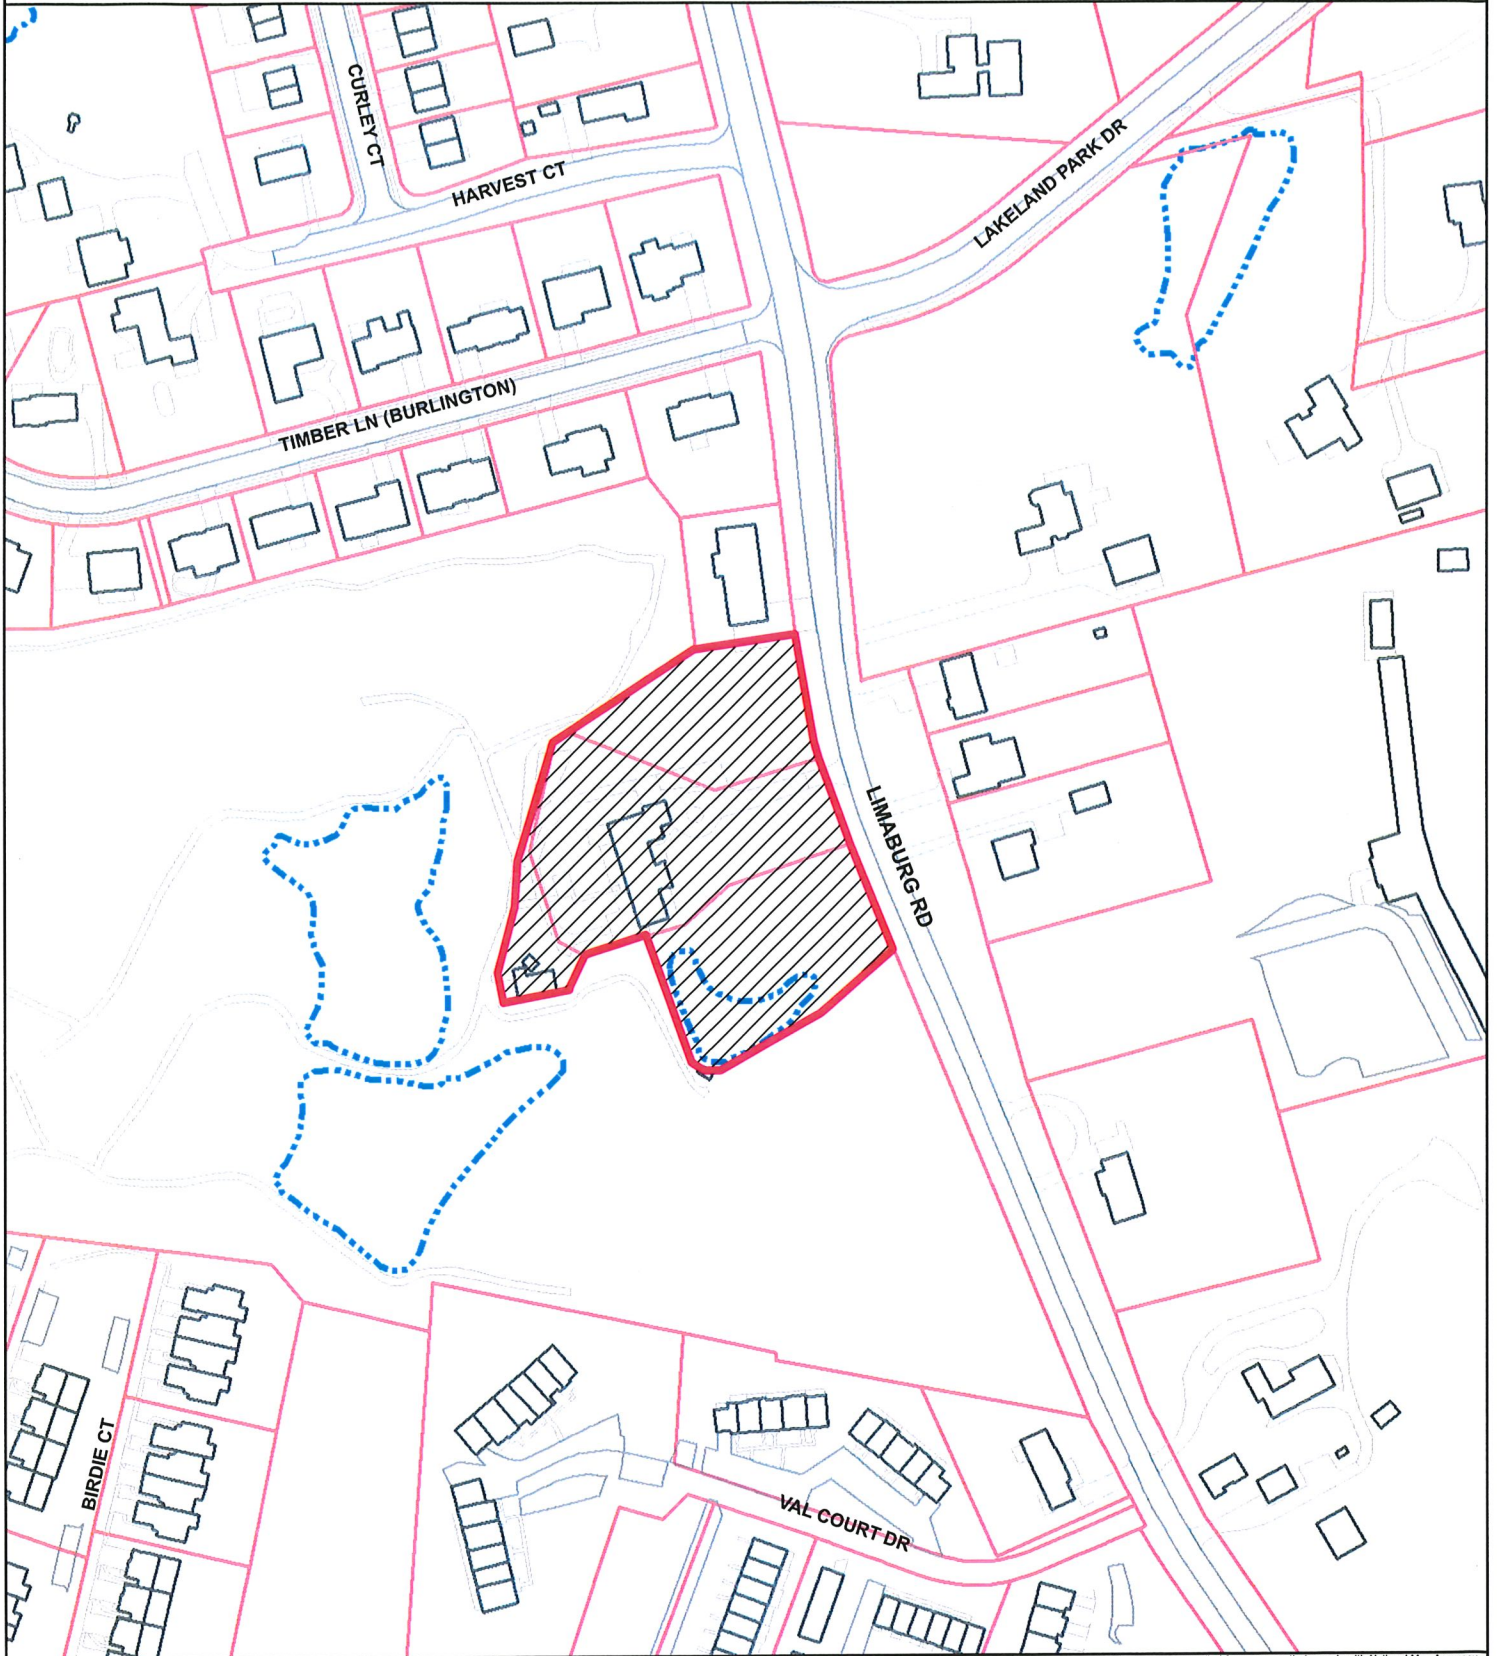 CURLEY CT
HARVEST CT
LAKELAND PARK DR
TIMBER LN (BURLINGTON)
LIMABURG RD
BIRDIE CT
VAL COURT DR